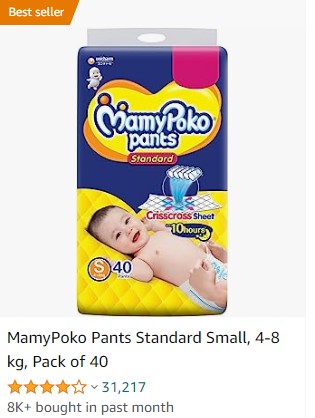 Best seller
unicharm
MamyPoko
pants
Standard
Crisscross Sheet
10hours
S
40
Pants
MamyPoko Pants Standard Small, 4-8
kg, Pack of 40
31,217
8K+ bought in past month